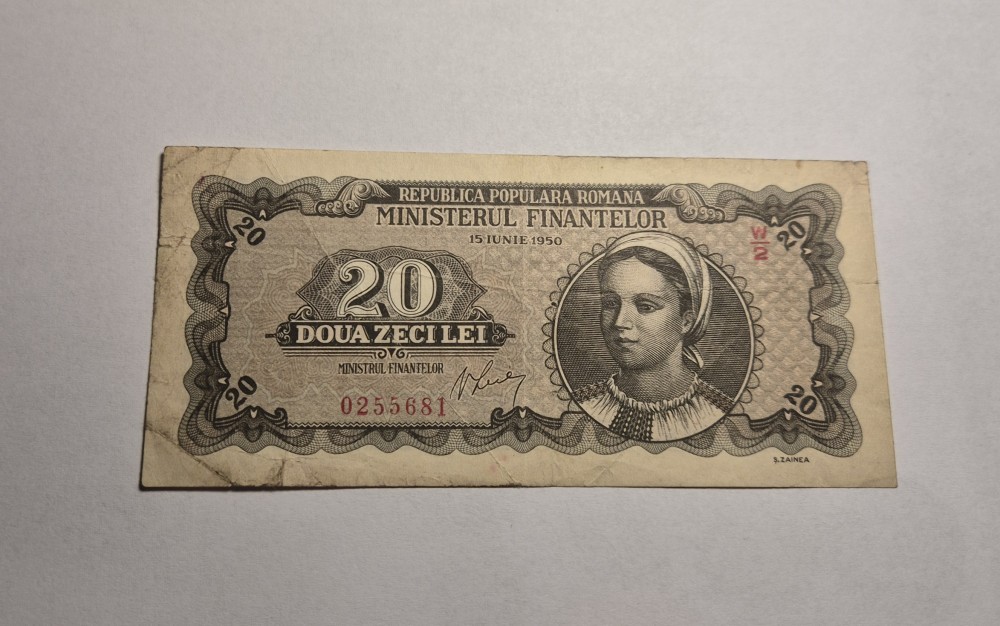 REPUBLICA POPULARA ROMANA
MINISTERUL FINANTELOR
15 IUNIE 1950
20
20
W
2
20
DOUA ZECI LEI
MINISTRUL FINANTELOR
0255681
20
20
S. ZAINEA